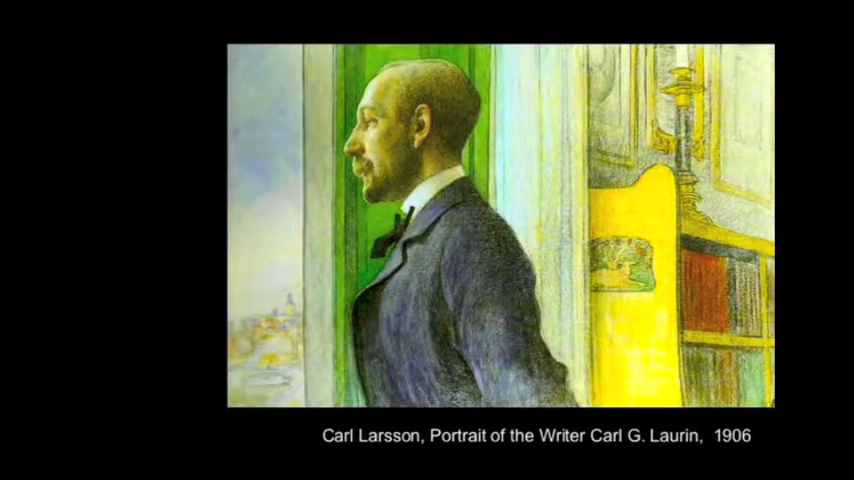 Carl Larsson, Portrait of the Writer Carl G. Laurin,  1906